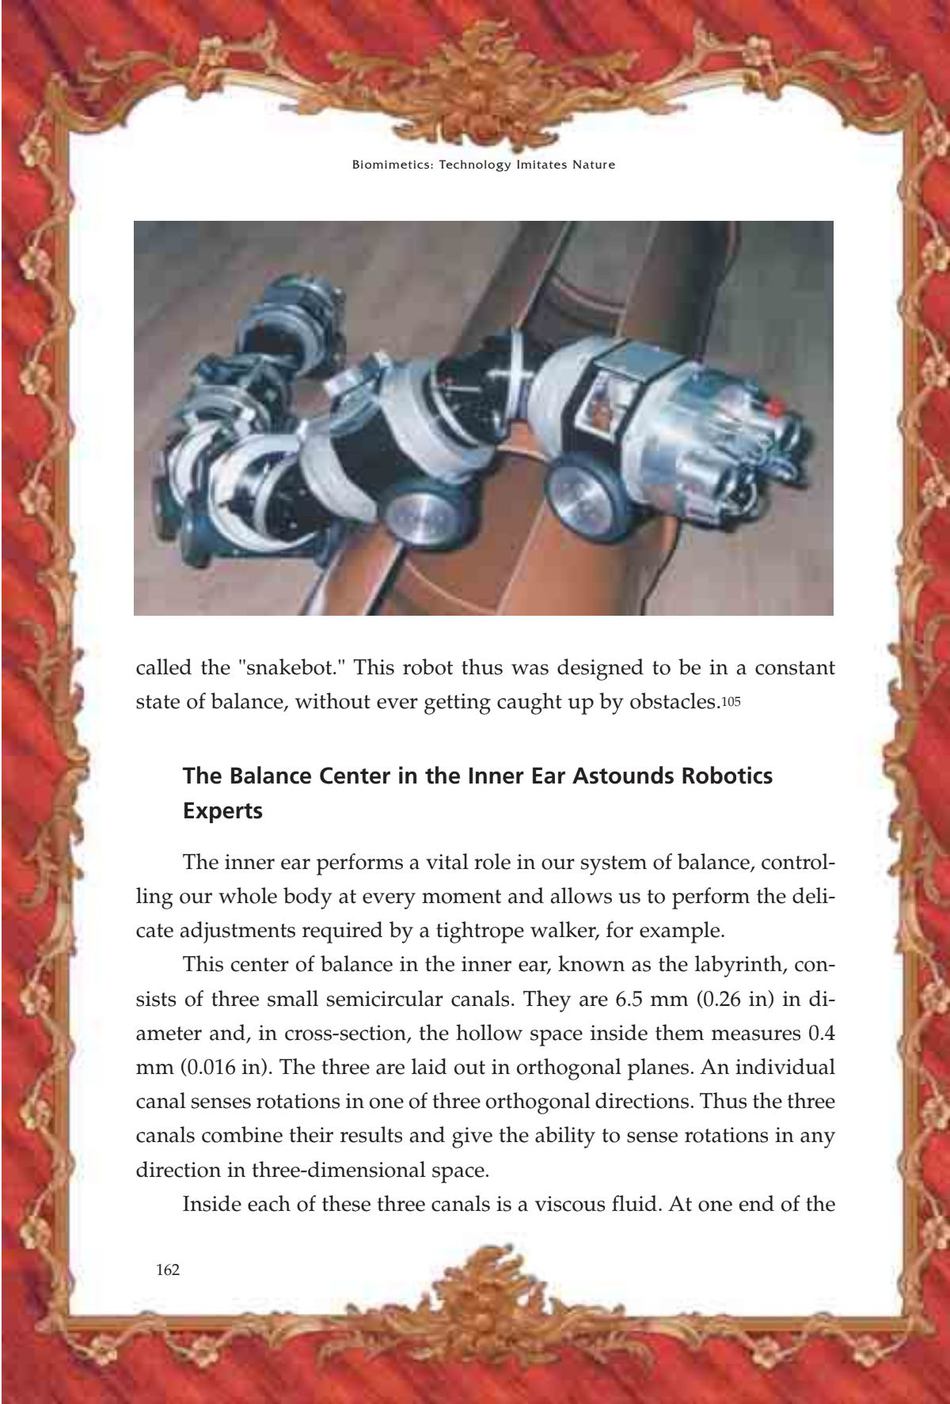 Biomimetics: Technology Imitates Nature
called the "snakebot." This robot thus was designed to be in a constant
state of balance, without ever getting caught up by obstacles.105
The Balance Center in the Inner Ear Astounds Robotics
Experts
The inner ear performs a vital role in our system of balance, control-
ling our whole body at every moment and allows us to perform the deli-
cate adjustments required by a tightrope walker, for example.
This center of balance in the inner ear, known as the labyrinth, con-
sists of three small semicircular canals. They are 6.5 mm (0.26 in) in di-
ameter and, in cross-section, the hollow space inside them measures 0.4
mm (0.016 in). The three are laid out in orthogonal planes. An individual
canal senses rotations in one of three orthogonal directions. Thus the three
canals combine their results and give the ability to sense rotations in any
direction in three-dimensional space.
Inside each of these three canals is a viscous fluid. At one end of the
162